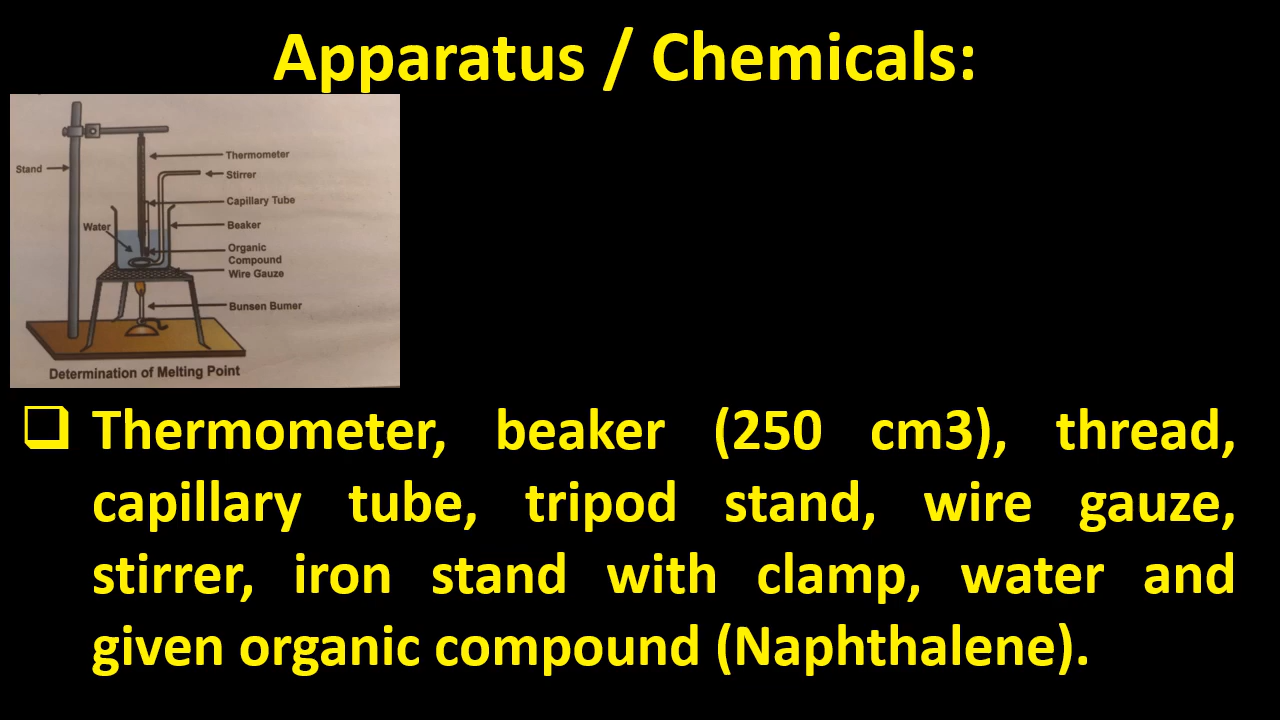 Apparatus / Chemicals:
Thermometer
Stand
Stirrer
Capillary Tube
Water
Beaker
Organic
Compound
Wire Gauze
Bunsen Burner
Determination of Melting Point
Thermometer, beaker (250 cm3), thread,
capillary tube, tripod stand, wire gauze,
stirrer, iron stand with clamp, water and
given organic compound (Naphthalene).